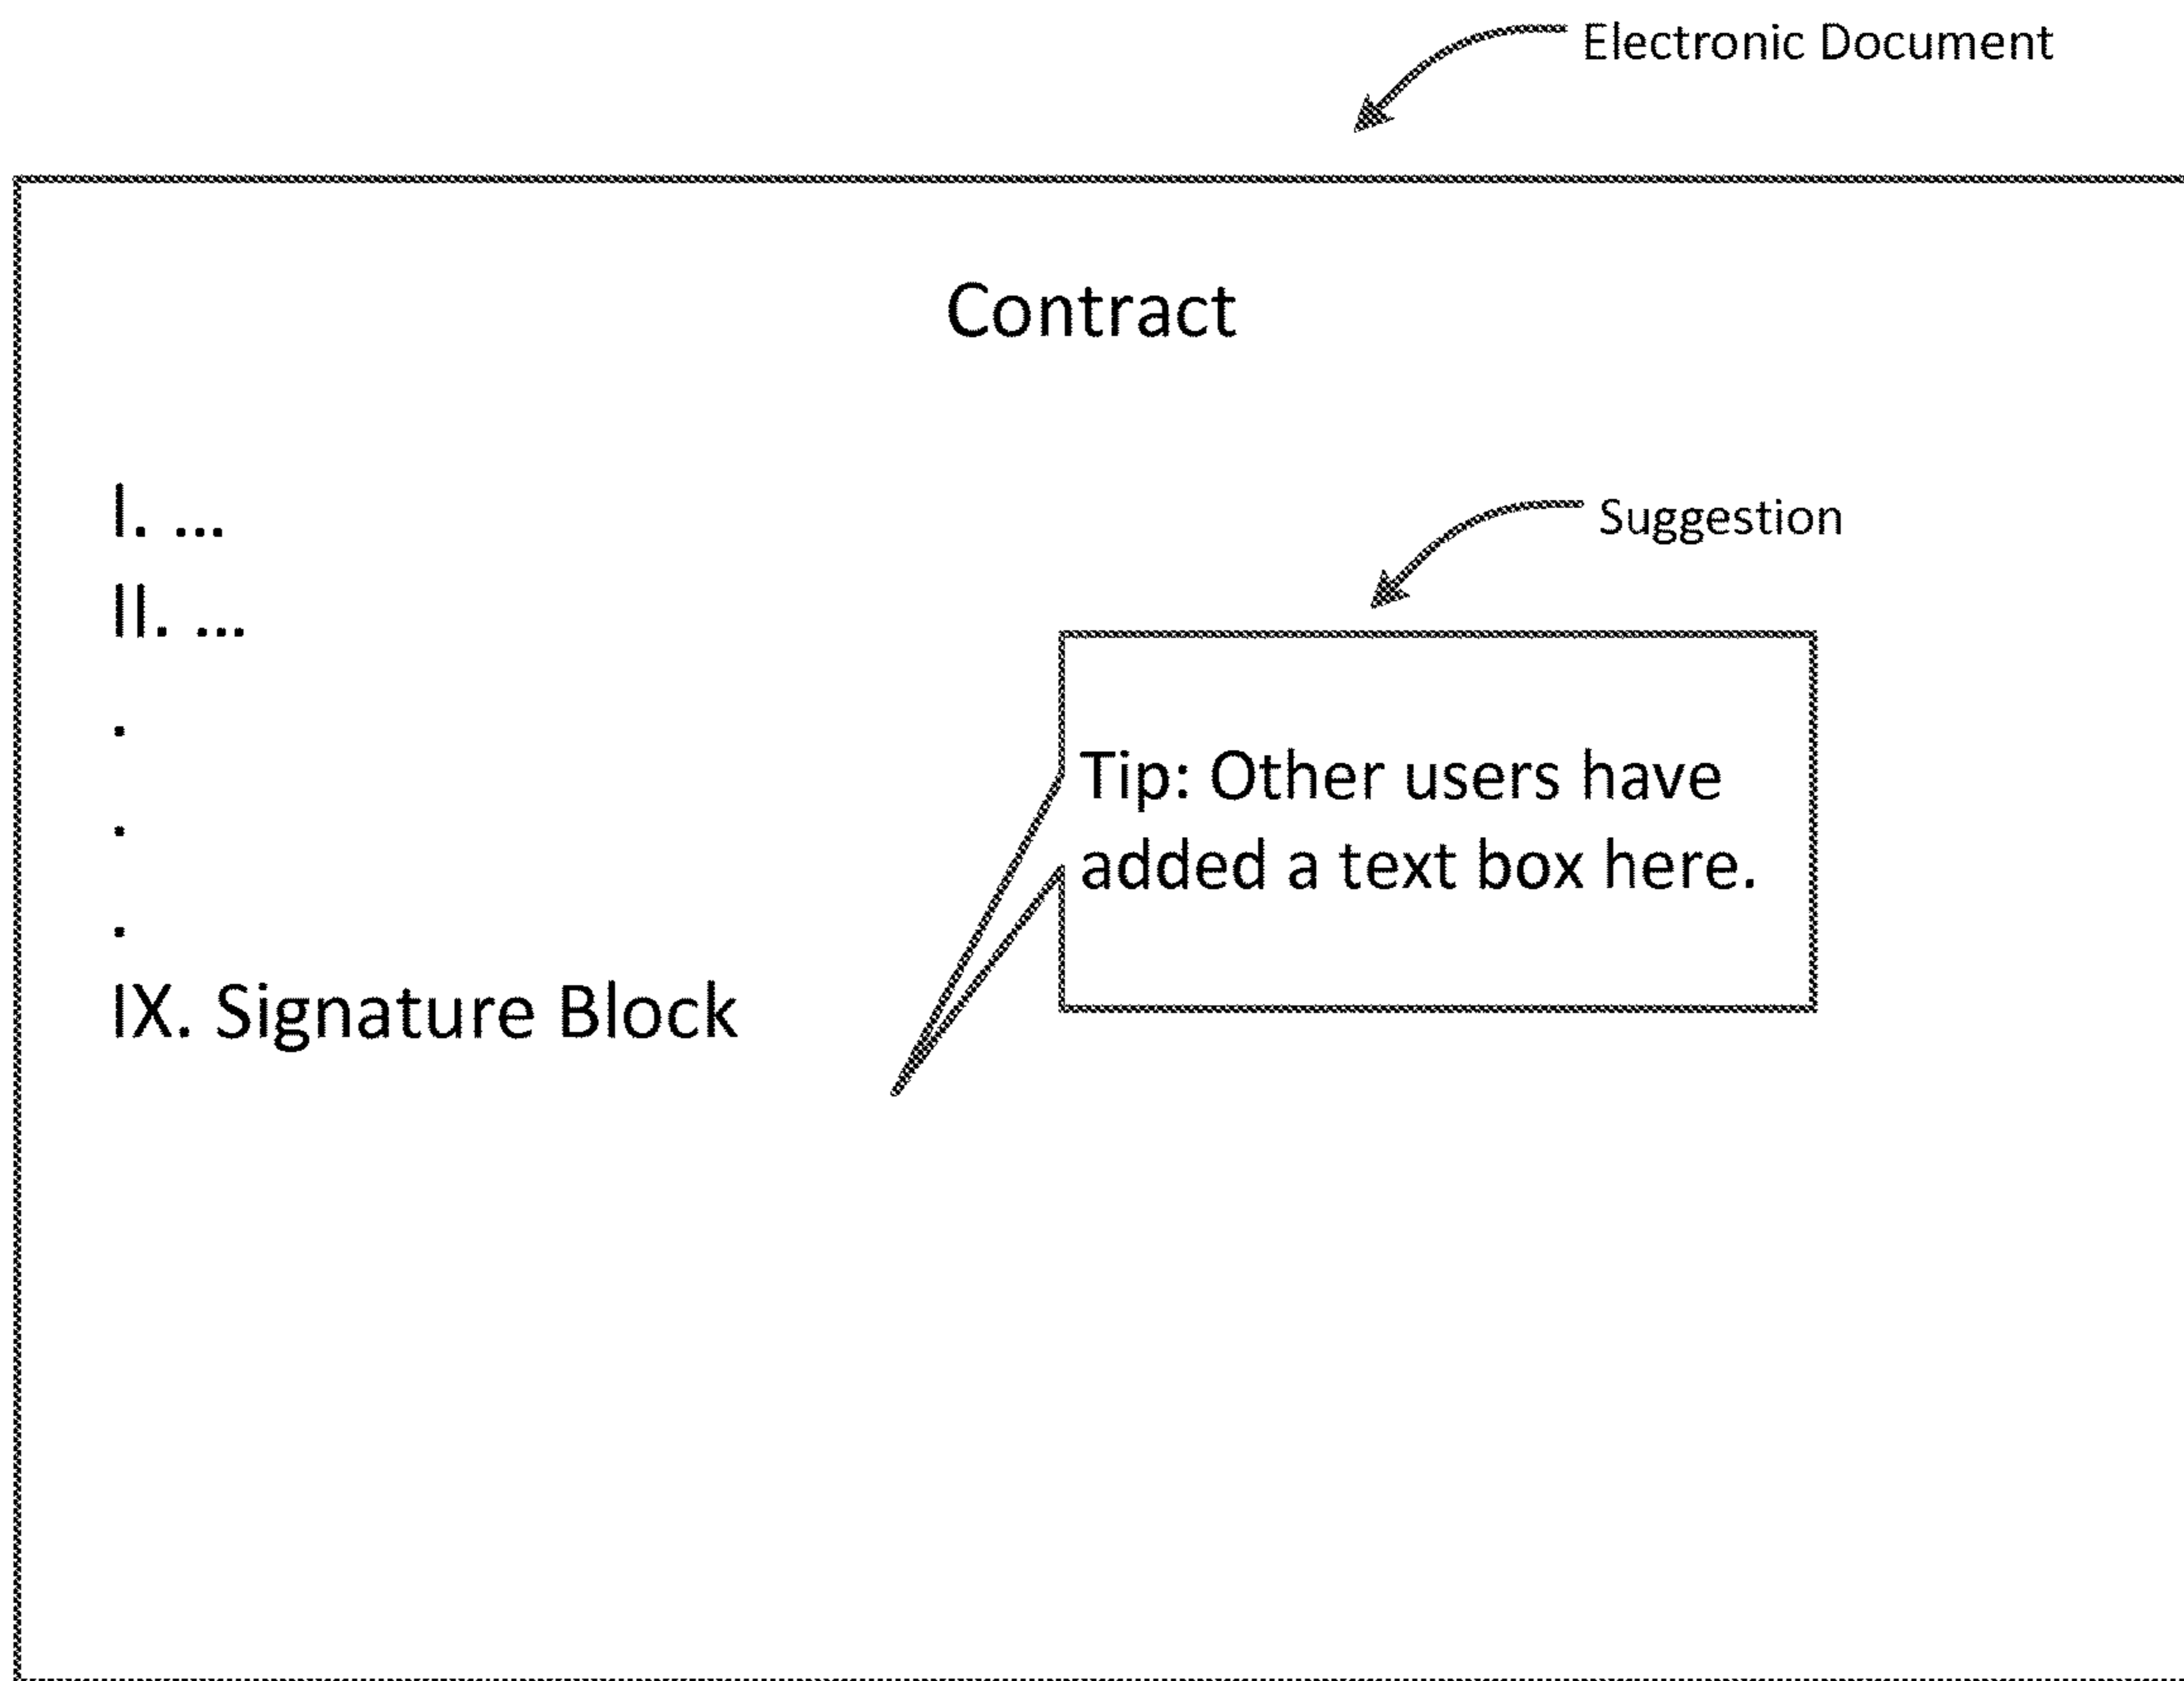 Electronic Document
Contract
I. ...
II. ...
Suggestion
.
.
.
Tip: Other users have
added a text box here.
IX. Signature Block